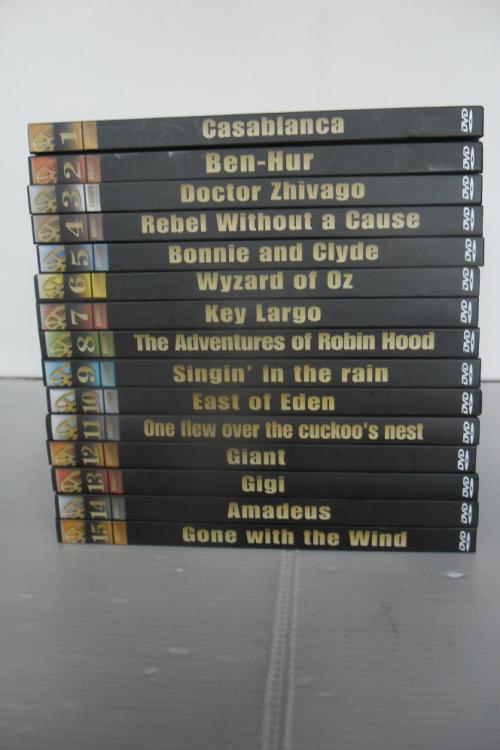 1 Casablanca DVD
2 Ben-Hur DVD
3 Doctor Zhivago DVD
4 Rebel Without a Cause DVD
5 Bonnie and Clyde DVD
6 Wyzard of Oz DVD
7 Key Largo DVD
8 The Adventures of Robin Hood DVD
9 Singin' in the rain DVD
10 East of Eden DVD
11 One flew over the cuckoo's nest DVD
12 Giant DVD
13 Gigi DVD
14 Amadeus DVD
15 Gone with the Wind DVD